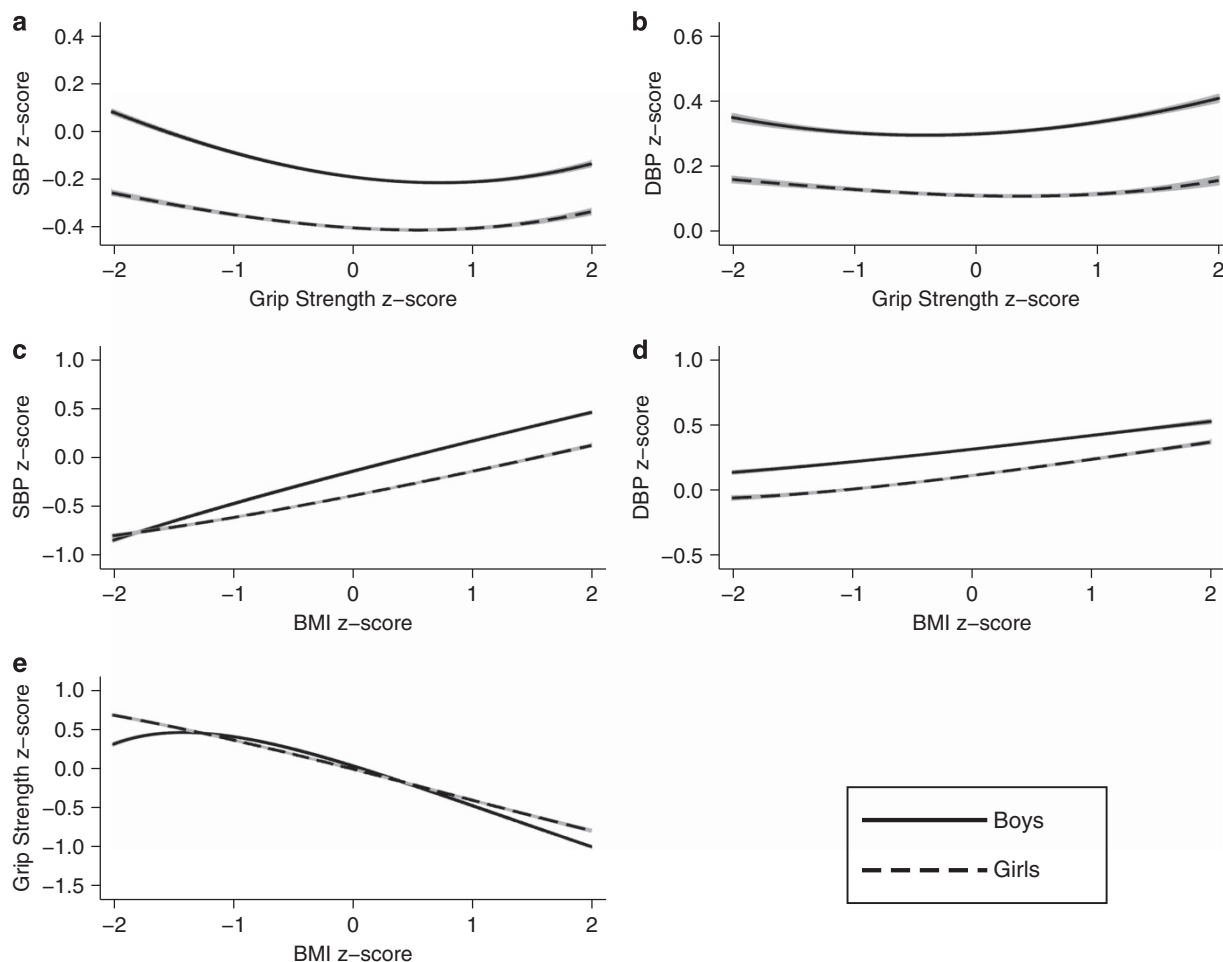 a
0.4
0.2
0.0
−0.2
−0.4
SBP z−score
−2 −1 0 1 2
Grip Strength z−score
b
0.6
0.4
0.2
0.0
DBP z−score
−2 −1 0 1 2
Grip Strength z−score
c
1.0
0.5
0.0
−0.5
−1.0
SBP z−score
−2 −1 0 1 2
BMI z−score
d
1.0
0.5
0.0
−0.5
DBP z−score
−2 −1 0 1 2
BMI z−score
e
1.0
0.5
0.0
−0.5
−1.0
−1.5
Grip Strength z−score
−2 −1 0 1 2
BMI z−score
Boys
Girls